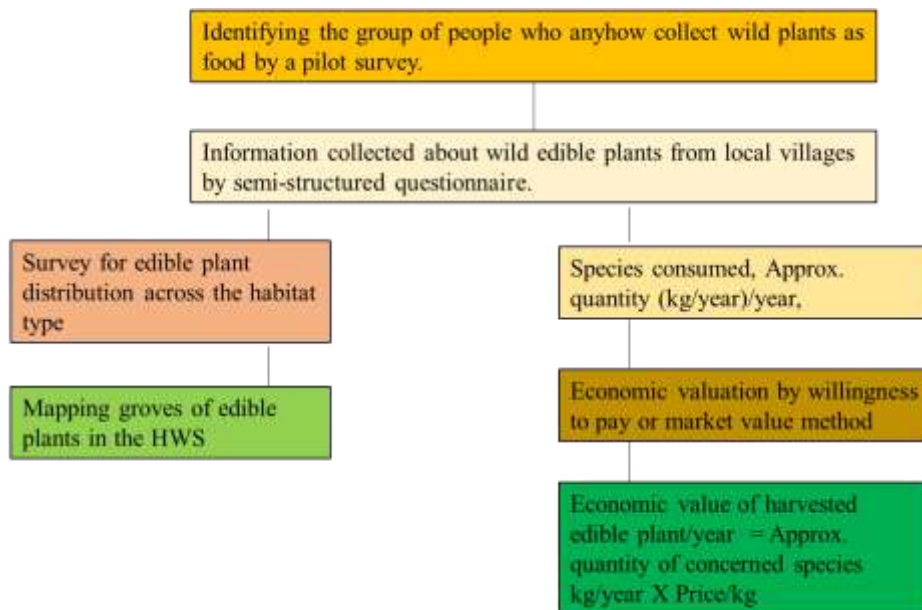 Identifying the group of people who anyhow collect wild plants as
food by a pilot survey.
Information collected about wild edible plants from local villages
by semi-structured questionnaire.
Survey for edible plant
distribution across the habitat
type
Mapping groves of edible
plants in the HWS
Species consumed, Approx.
quantity (kg/year)/year,
Economic valuation by willingness
to pay or market value method
Economic value of harvested
edible plant/year = Approx.
quantity of concerned species
kg/year X Price/kg